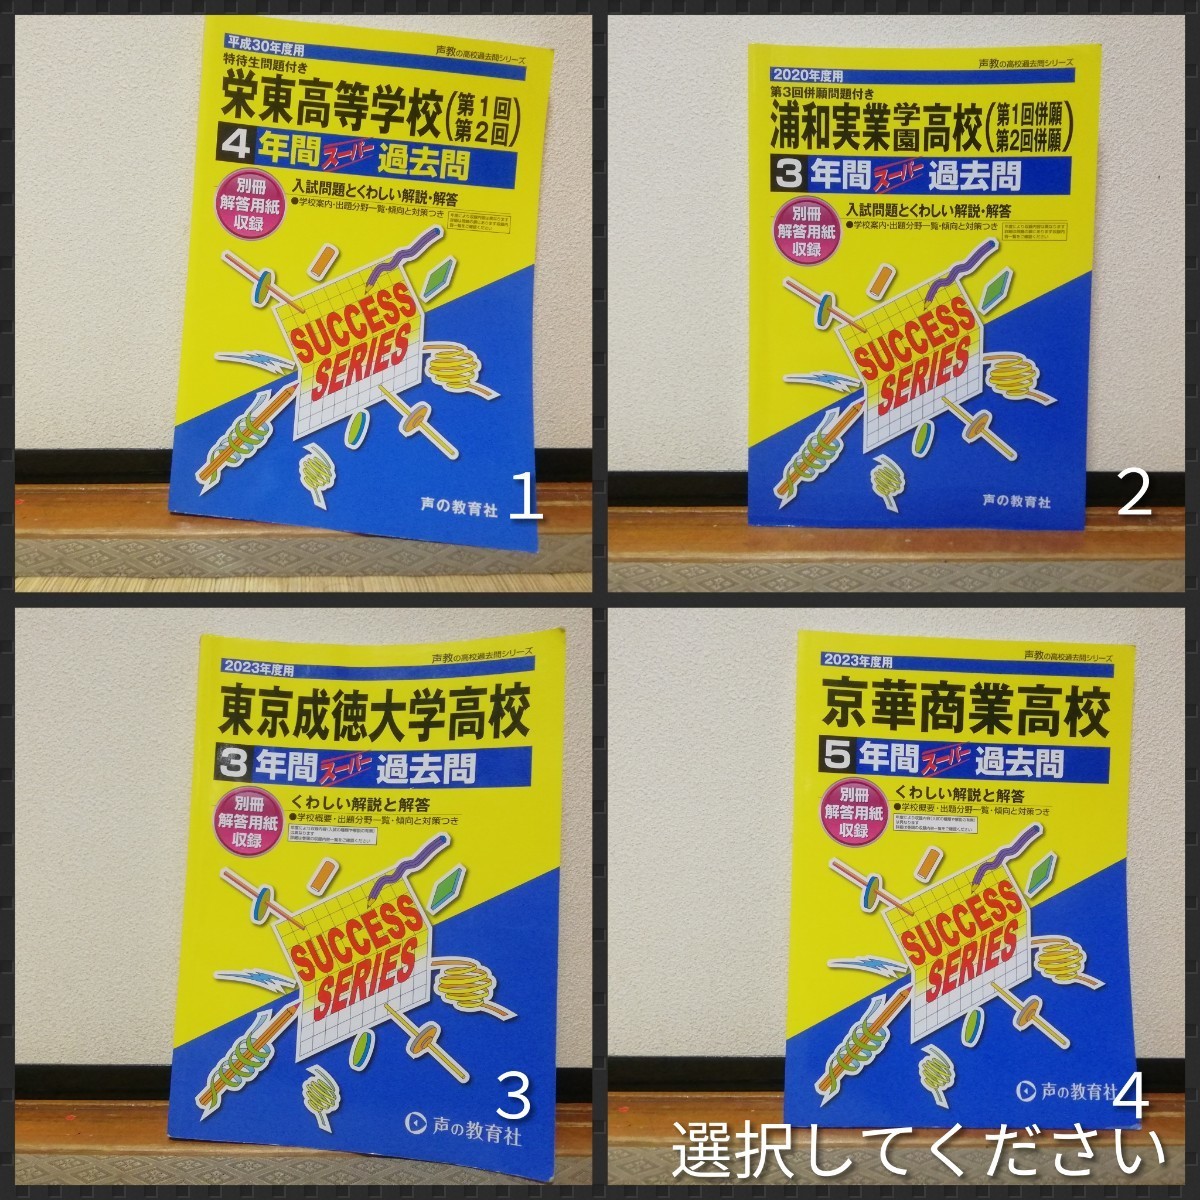 平成30年度用
声教の高校過去問シリーズ
特待生問題付き
栄東高等学校(第1回 第2回)
4年間スーパー過去問
別冊
解答用紙
収録
入試問題とくわしい解説・解答
●学校案内・出題分野一覧・傾向と対策つき
SUCCESS
SERIES
声の教育社
1
2020年度用
声教の高校過去問シリーズ
第3回併願問題付き
浦和実業学園高校(第1回併願 第2回併願)
3年間スーパー過去問
別冊
解答用紙
収録
入試問題とくわしい解説・解答
●学校案内・出題分野一覧・傾向と対策つき
SUCCESS
SERIES
声の教育社
2
2023年度用
声教の高校過去問シリーズ
東京成徳大学高校
3年間スーパー過去問
別冊
解答用紙
収録
くわしい解説と解答
●学校概要・出題分野一覧・傾向と対策つき
SUCCESS
SERIES
声の教育社
3
2023年度用
声教の高校過去問シリーズ
京華商業高校
5年間スーパー過去問
別冊
解答用紙
収録
くわしい解説と解答
●学校概要・出題分野一覧・傾向と対策つき
SUCCESS
SERIES
声の教育社
4
選択してください